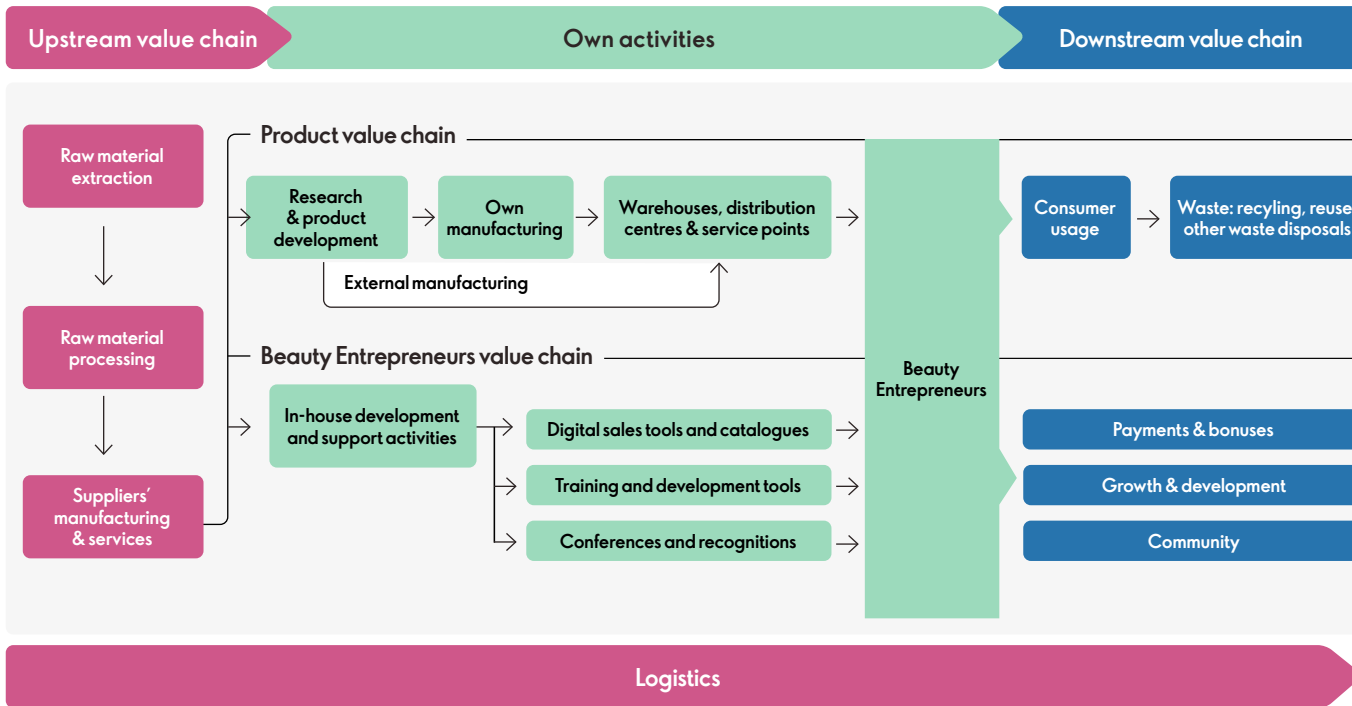 Upstream value chain
Own activities
Downstream value chain
Raw material
extraction
Raw material
processing
Suppliers’
manufacturing
& services
Product value chain
Research
& product
development
Own
manufacturing
Warehouses, distribution
centres & service points
External manufacturing
Consumer
usage
Waste: recyling, reuse
other waste disposals
Beauty Entrepreneurs value chain
In-house development
and support activities
Digital sales tools and catalogues
Training and development tools
Conferences and recognitions
Beauty
Entrepreneurs
Payments & bonuses
Growth & development
Community
Logistics